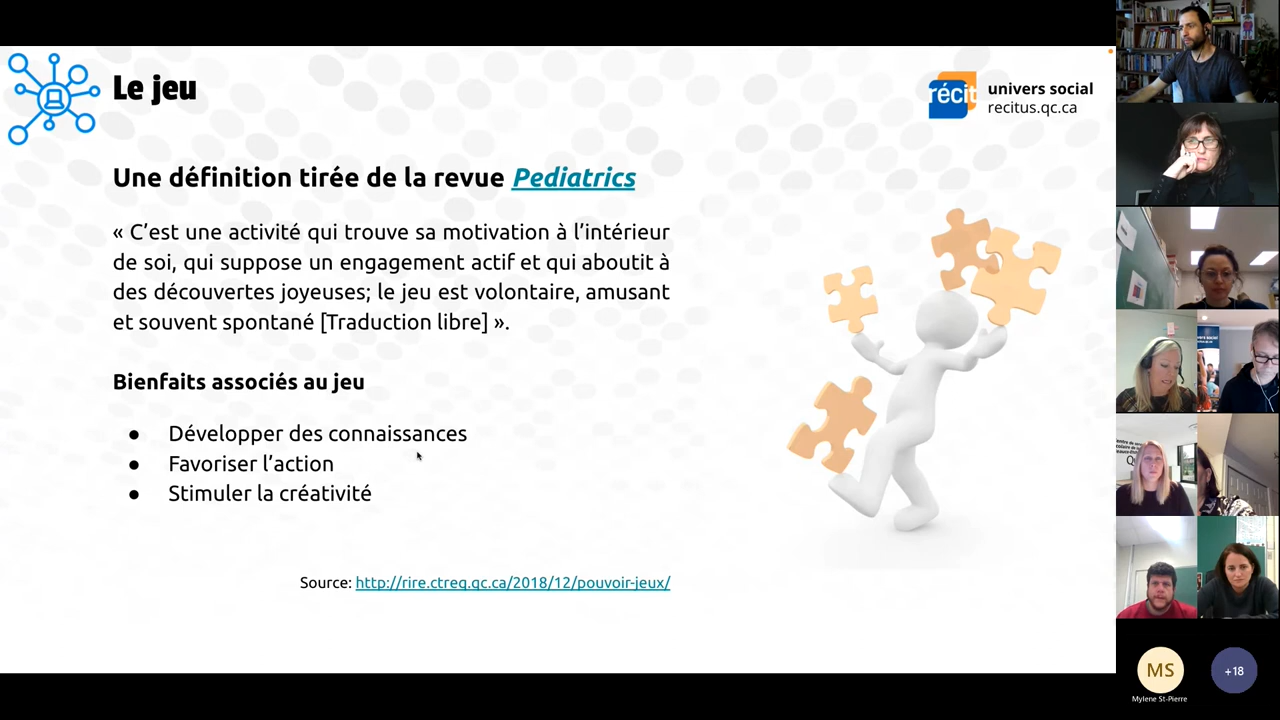 Le jeu
récit
univers social
recitus.qc.ca
Une définition tirée de la revue Pediatrics
« C’est une activité qui trouve sa motivation à l’intérieur
de soi, qui suppose un engagement actif et qui aboutit à
des découvertes joyeuses; le jeu est volontaire, amusant
et souvent spontané [Traduction libre] ».
Bienfaits associés au jeu
● Développer des connaissances
● Favoriser l’action
● Stimuler la créativité
Source: http://rire.ctreq.qc.ca/2018/12/pouvoir-jeux/
MS
+18
Mylene St-Pierre